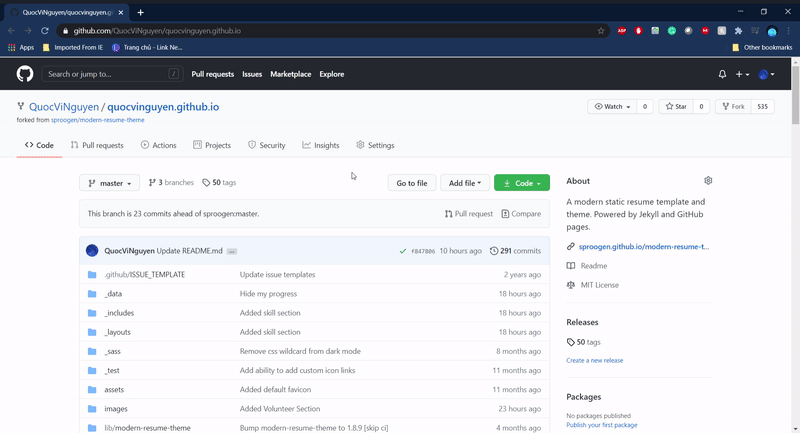 QuocViNguyen/quocvinguyen.gi
github.com/QuocViNguyen/quocvinguyen.github.io
Apps Imported From IE Trang chủ - Link Ne... Other bookmarks
Search or jump to... / Pull requests Issues Marketplace Explore
QuocViNguyen / quocvinguyen.github.io Watch 0 Star 0 Fork 535
forked from sproogen/modern-resume-theme
Code Pull requests Actions Projects Security Insights Settings
master 3 branches 50 tags Go to file Add file Code
This branch is 23 commits ahead of sproogen:master. Pull request Compare
QuocViNguyen Update README.md ... f847806 10 hours ago 291 commits
.github/ISSUE_TEMPLATE Update issue templates 2 years ago
_data Hide my progress 18 hours ago
_includes Added skill section 18 hours ago
_layouts Added skill section 18 hours ago
_sass Remove css wildcard from dark mode 8 months ago
_test Add ability to add custom icon links 11 months ago
assets Added default favicon 11 months ago
images Added Volunteer Section 23 hours ago
lib/modern-resume-theme Bump modern-resume-theme to 1.8.9 [skip ci] 4 months ago
About
A modern static resume template and
theme. Powered by Jekyll and GitHub
pages.
sproogen.github.io/modern-resume-t...
Readme
MIT License
Releases
50 tags
Create a new release
Packages
No packages published
Publish your first package